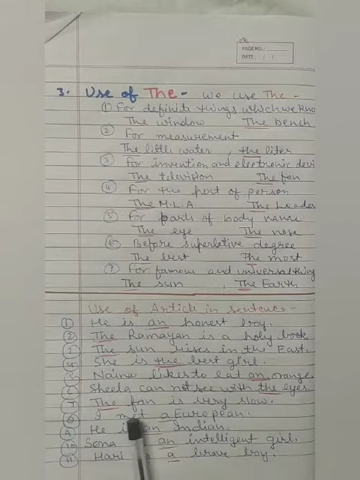 PAGE NO.:
DATE: / /
3. Use of The - we use The -
① For definite things which we kno
The window The bench
② For measurement
The little water, the liter
③ For invention and electronic devi
The television The fan
④ For the post of person
The M.L.A. The Leader
⑤ For parts of body name
The eye The nose
⑥ Before superlative degree
The best The most
⑦ For famous and universal thing
The sun The Earth
Use of Article in sentence-
① He is an honest boy.
② The Ramayan is a holy book
③ The sun rises in the East.
④ She is the best girl.
⑤ Naina likes to eat an orange.
⑥ Sheela can not see with the eyes
⑦ The fan is very slow.
⑧ I met a European.
⑨ He is an Indian.
⑩ Sona an intelligent girl.
⑪ Hari is a brave boy.